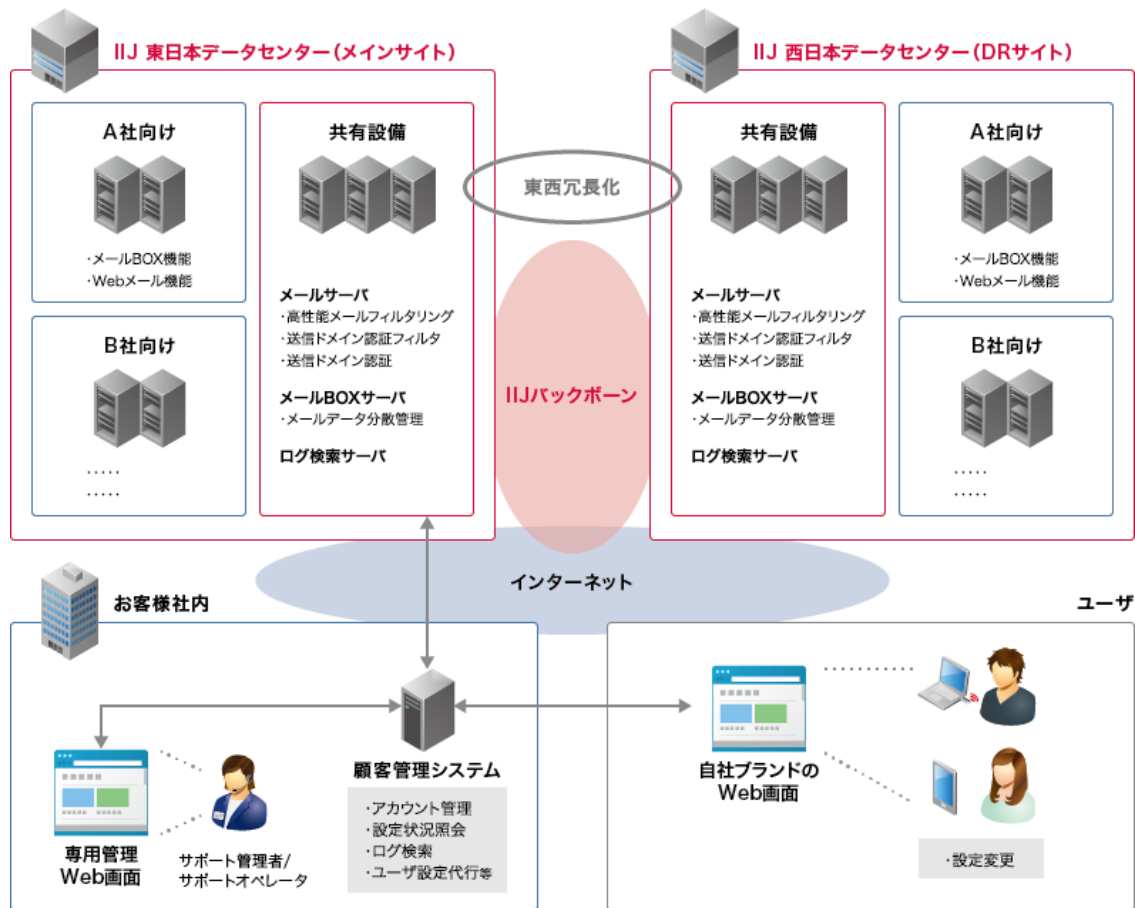 IIJ 東日本データセンター（メインサイト）
A社向け
・メールBOX機能
・Webメール機能
B社向け
・・・・・
・・・・・
共有設備
メールサーバ
・高性能メールフィルタリング
・送信ドメイン認証フィルタ
・送信ドメイン認証
メールBOXサーバ
・メールデータ分散管理
ログ検索サーバ
東西冗長化
IIJバックボーン
IIJ 西日本データセンター（DRサイト）
共有設備
メールサーバ
・高性能メールフィルタリング
・送信ドメイン認証フィルタ
・送信ドメイン認証
メールBOXサーバ
・メールデータ分散管理
ログ検索サーバ
A社向け
・メールBOX機能
・Webメール機能
B社向け
・・・・・
・・・・・
インターネット
お客様社内
専用管理
Web画面
サポート管理者/
サポートオペレータ
顧客管理システム
・アカウント管理
・設定状況照会
・ログ検索
・ユーザ設定代行等
ユーザ
自社ブランドの
Web画面
・設定変更